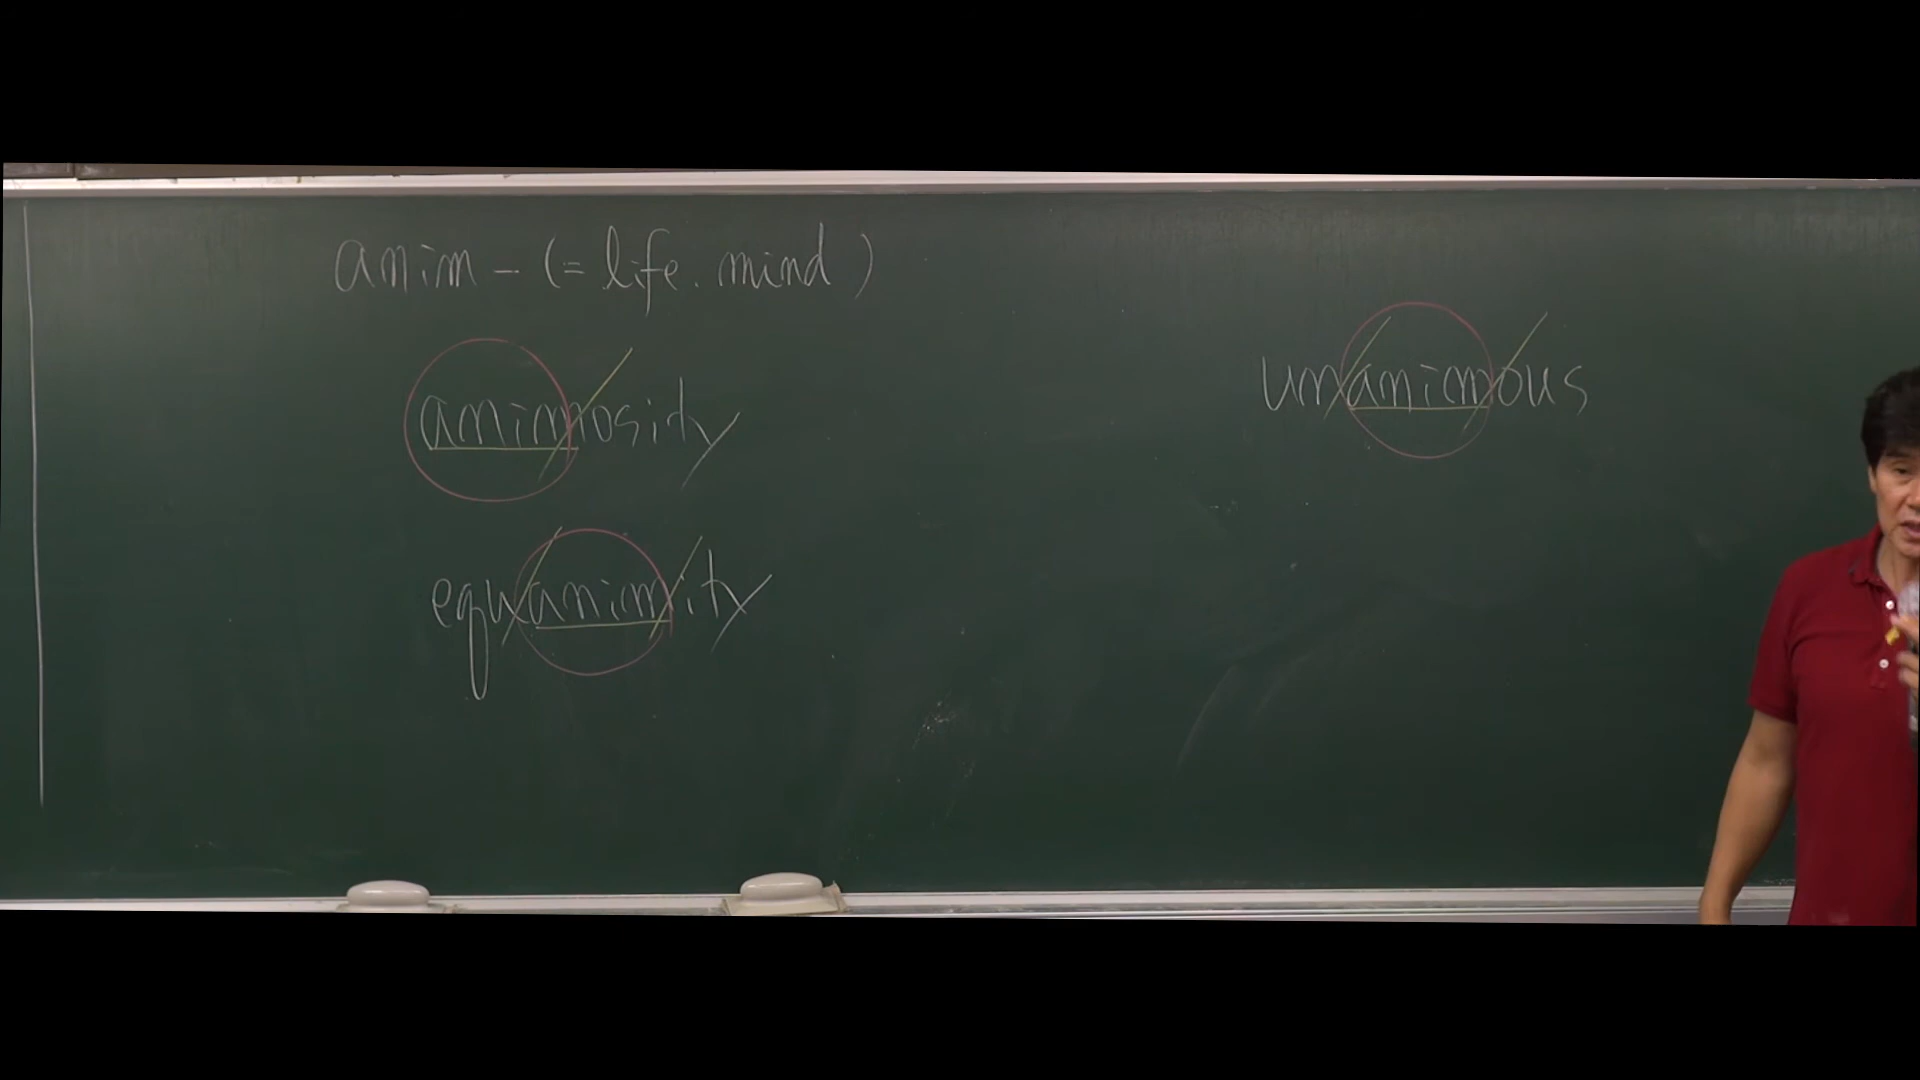 anim - (= life. mind)
animosity
unanimous
equanimity